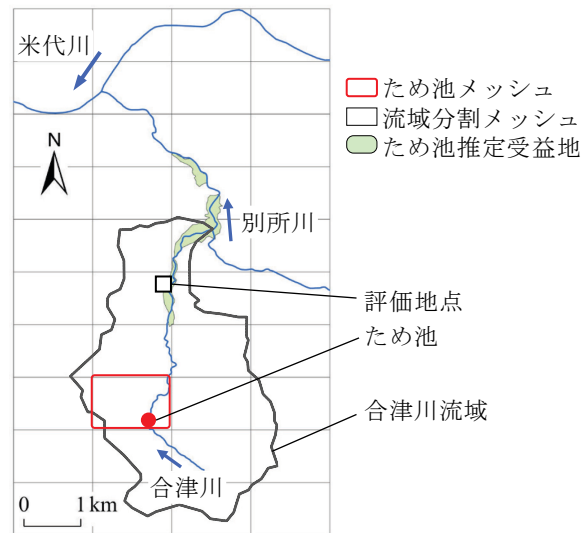 米代川
ため池メッシュ
流域分割メッシュ
ため池推定受益地
N
別所川
評価地点
ため池
合津川流域
合津川
0 1 km